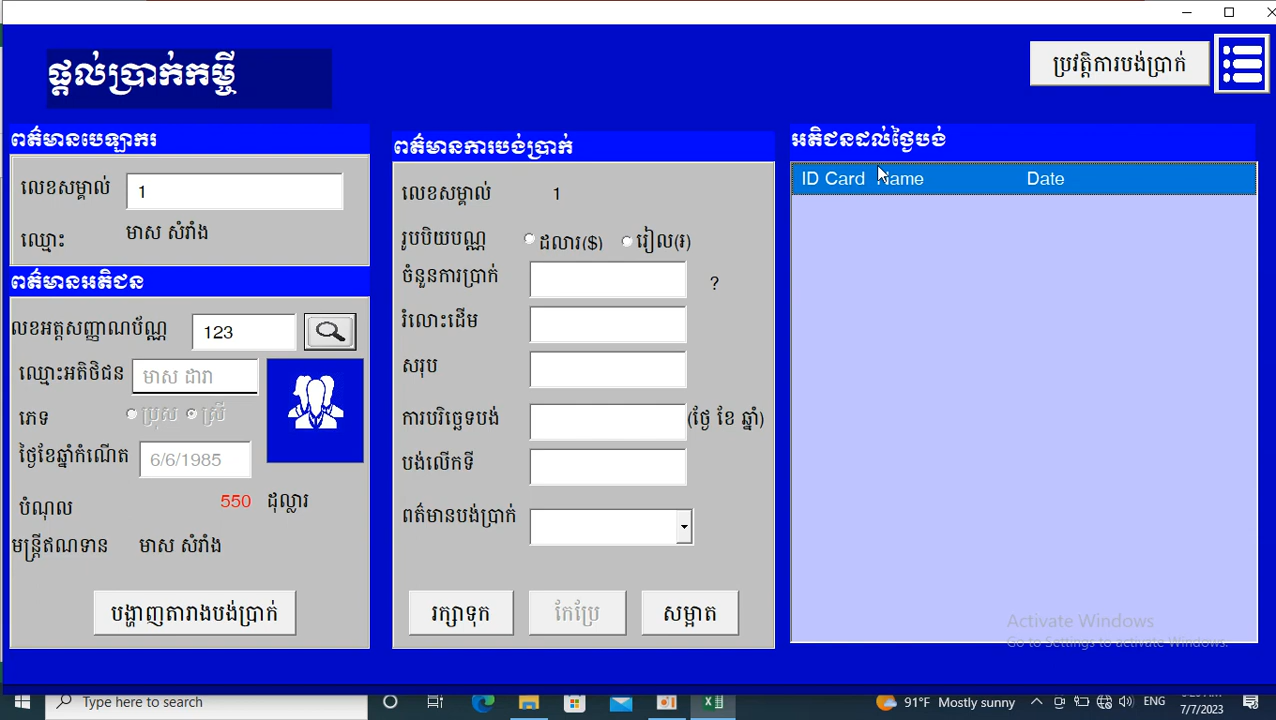 ផ្តល់ប្រាក់កម្ចី
ប្រវត្តិការបង់ប្រាក់
ពត៌មានបេឡាករ
លេខសម្គាល់ 1
ឈ្មោះ មាស សំរាំង
ពត៌មានអតិជន
លខអត្តសញ្ញាណប័ណ្ណ 123
ឈ្មោះអតិថិជន មាស ដារា
ភេទ ប្រុស ស្រី
ថ្ងៃខែឆ្នាំកំណើត 6/6/1985
បំណុល 550 ដុល្លារ
មន្ត្រីឥណទាន មាស សំរាំង
បង្ហាញតារាងបង់ប្រាក់
ពត៌មានការបង់ប្រាក់
លេខសម្គាល់ 1
រូបបិយបណ្ណ ដលារ($) រៀល(៛)
ចំនួនការប្រាក់ ?
រំលោះដើម
សរុប
ការបរិច្ឆេទបង់ (ថ្ងៃ ខែ ឆ្នាំ)
បង់លើកទី
ពត៌មានបង់ប្រាក់
រក្សាទុក កែប្រែ សម្អាត
អតិជនដល់ថ្ងៃបង់
ID Card Name Date
Activate Windows
Go to Settings to activate Windows.
Type here to search
91°F Mostly sunny
ENG
7/7/2023